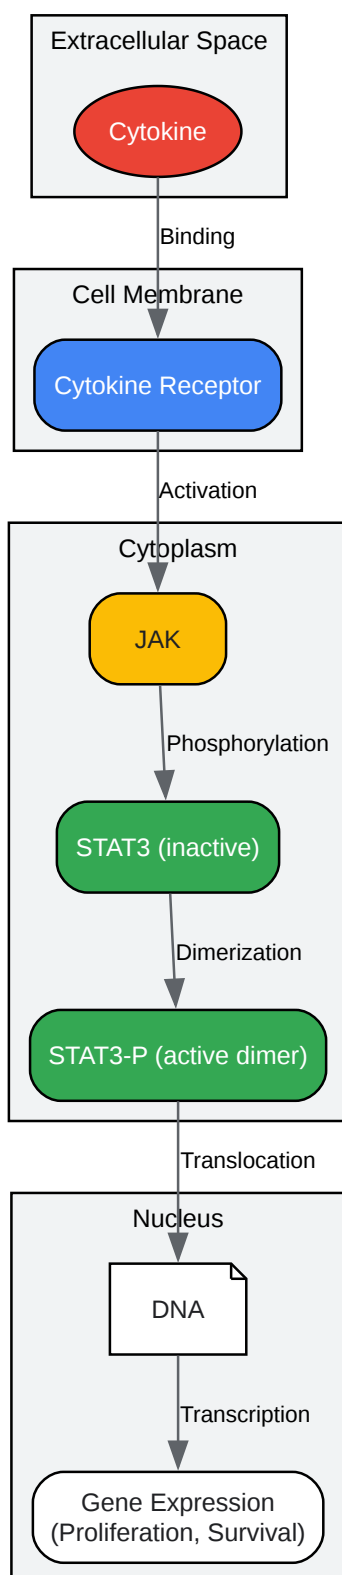 Extracellular Space
Cytokine
Binding
Cell Membrane
Cytokine Receptor
Activation
Cytoplasm
JAK
Phosphorylation
STAT3 (inactive)
Dimerization
STAT3-P (active dimer)
Translocation
Nucleus
DNA
Transcription
Gene Expression
(Proliferation, Survival)